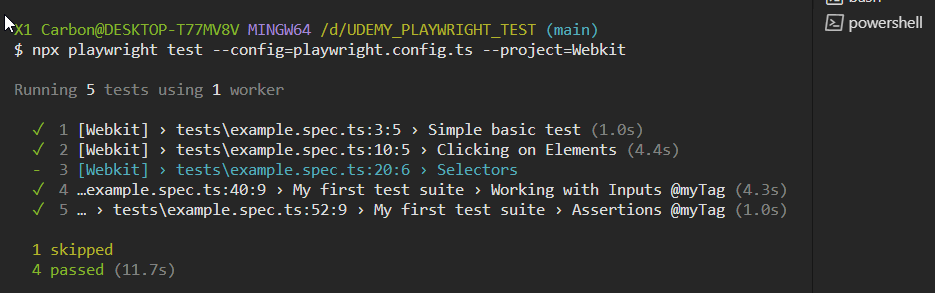 X1 Carbon@DESKTOP-T77MV8V MINGW64 /d/UDEMY_PLAYWRIGHT_TEST (main)
$ npx playwright test --config=playwright.config.ts --project=Webkit
Running 5 tests using 1 worker
✓ 1 [Webkit] › tests\example.spec.ts:3:5 › Simple basic test (1.0s)
✓ 2 [Webkit] › tests\example.spec.ts:10:5 › Clicking on Elements (4.4s)
- 3 [Webkit] › tests\example.spec.ts:20:6 › Selectors
✓ 4 …example.spec.ts:40:9 › My first test suite › Working with Inputs @myTag (4.3s)
✓ 5 … › tests\example.spec.ts:52:9 › My first test suite › Assertions @myTag (1.0s)
1 skipped
4 passed (11.7s)
powershell